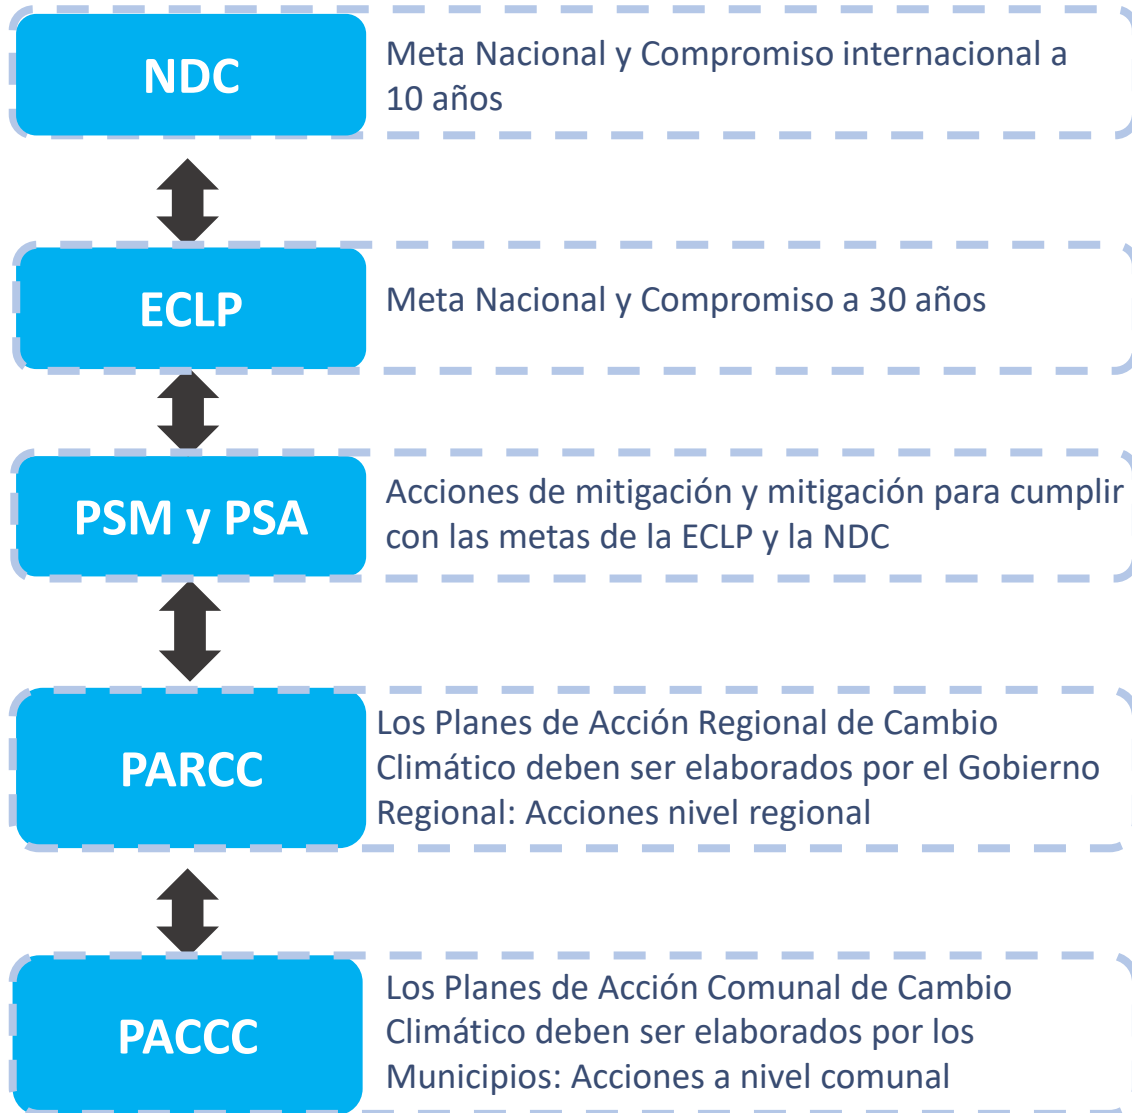 NDC
Meta Nacional y Compromiso internacional a
10 años
ECLP
Meta Nacional y Compromiso a 30 años
PSM y PSA
Acciones de mitigación y mitigación para cumplir
con las metas de la ECLP y la NDC
PARCC
Los Planes de Acción Regional de Cambio
Climático deben ser elaborados por el Gobierno
Regional: Acciones nivel regional
PACCC
Los Planes de Acción Comunal de Cambio
Climático deben ser elaborados por los
Municipios: Acciones a nivel comunal